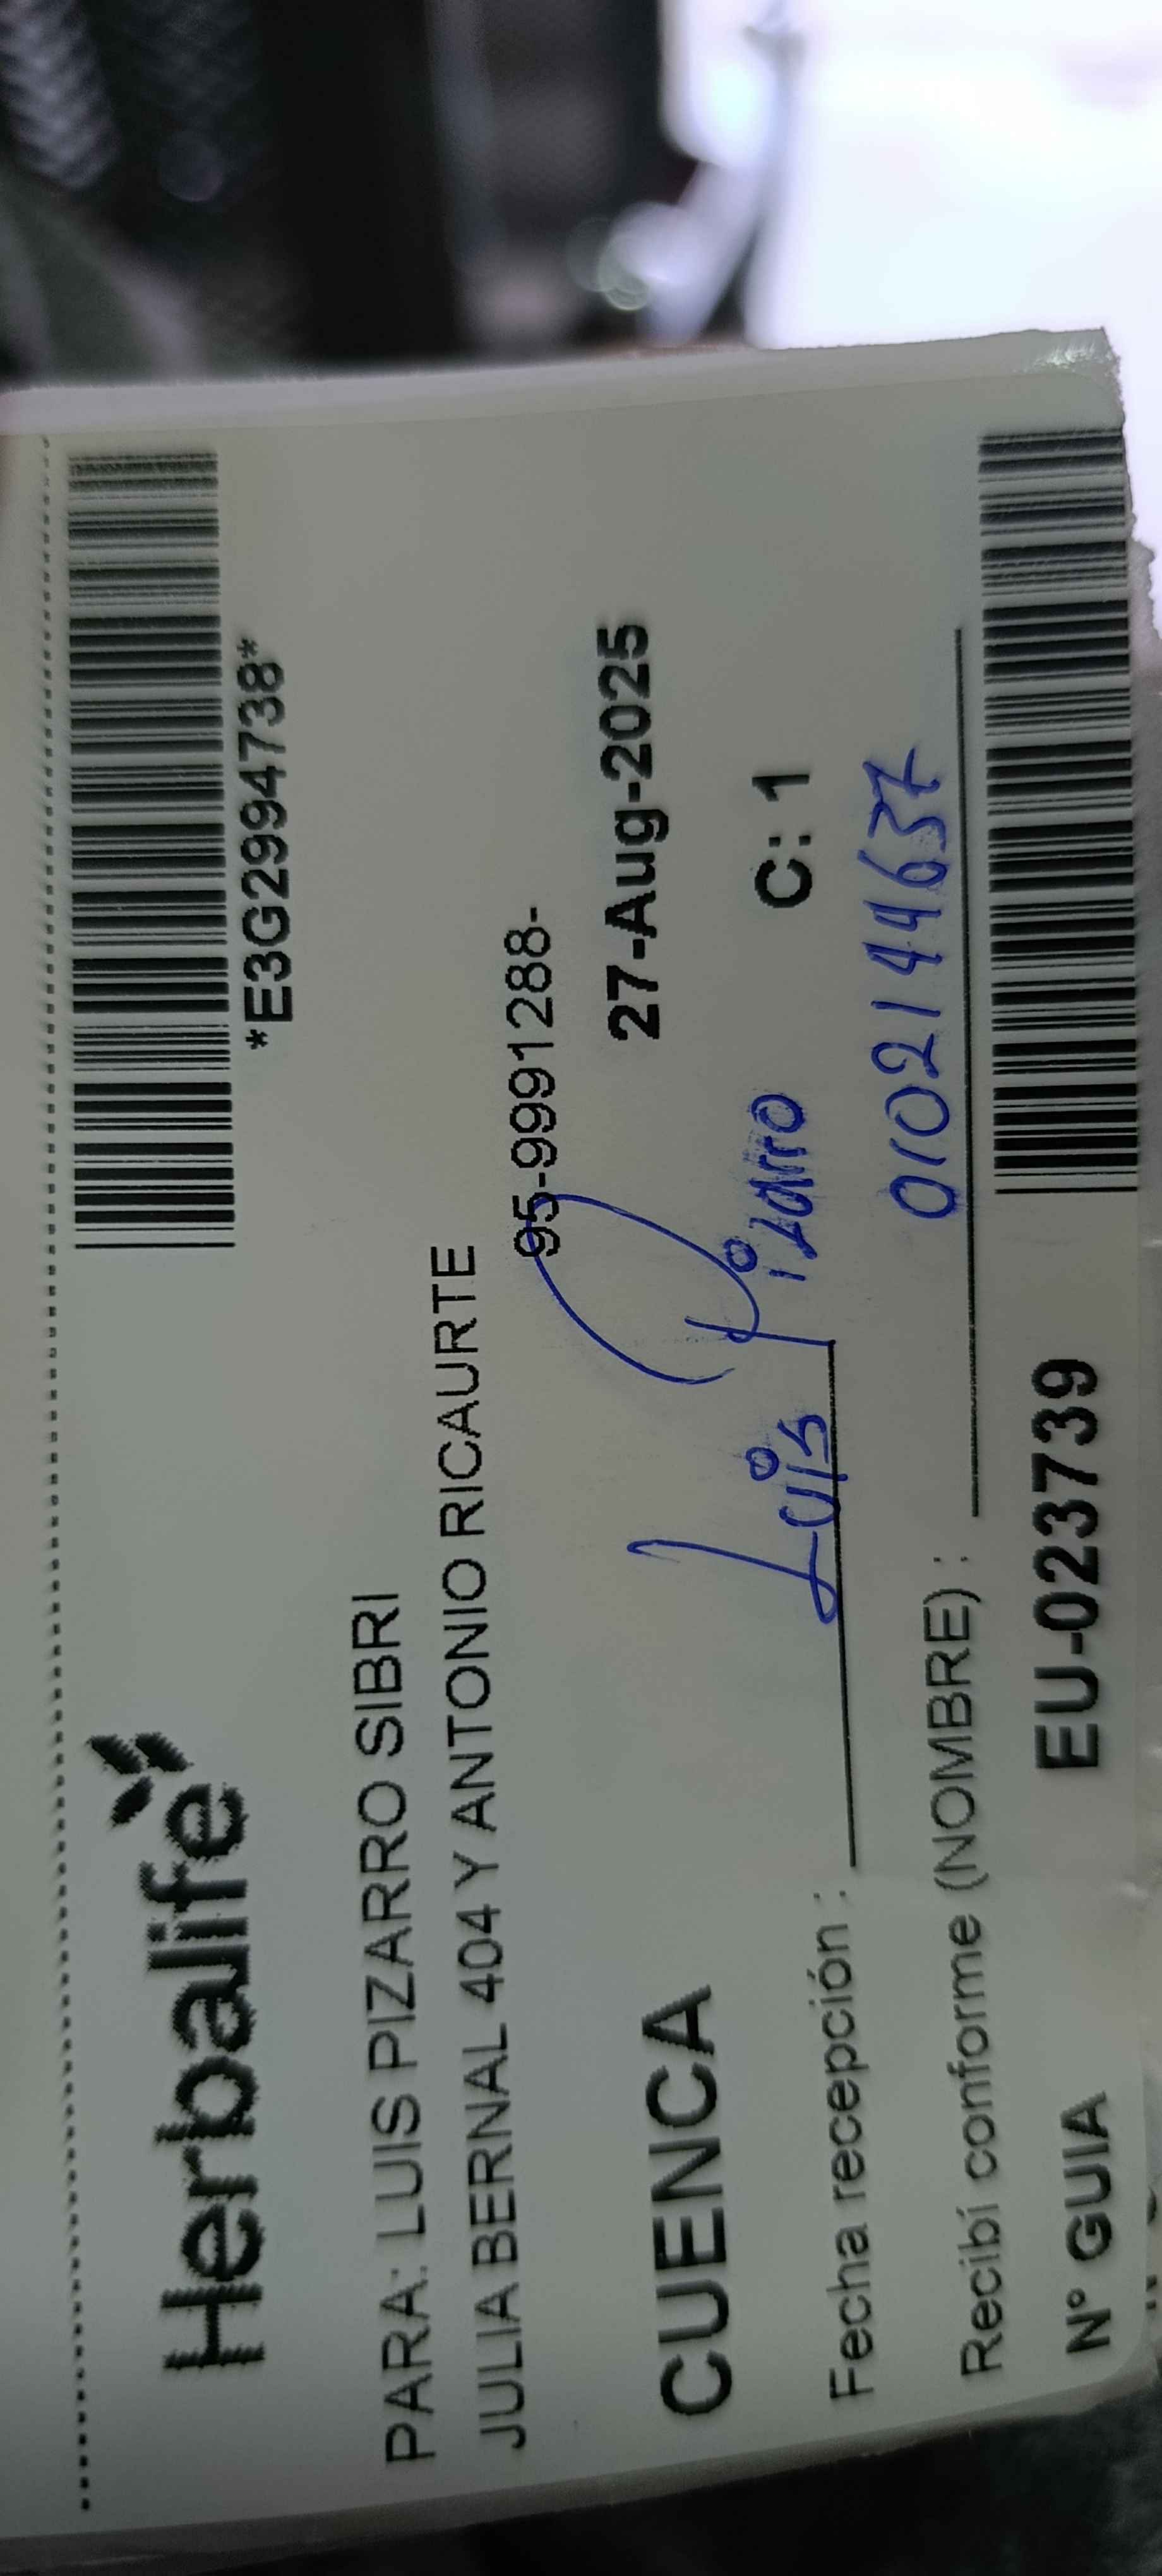 Herbalife
*E3G2994738*
PARA: LUIS PIZARRO SIBRI
JULIA BERNAL 404 Y ANTONIO RICAURTE
95-9991288-
CUENCA
27-Aug-2025
Fecha recepción :
Luis Pizarro
C: 1
Recibí conforme (NOMBRE) :
0102144637
Nº GUIA
EU-023739